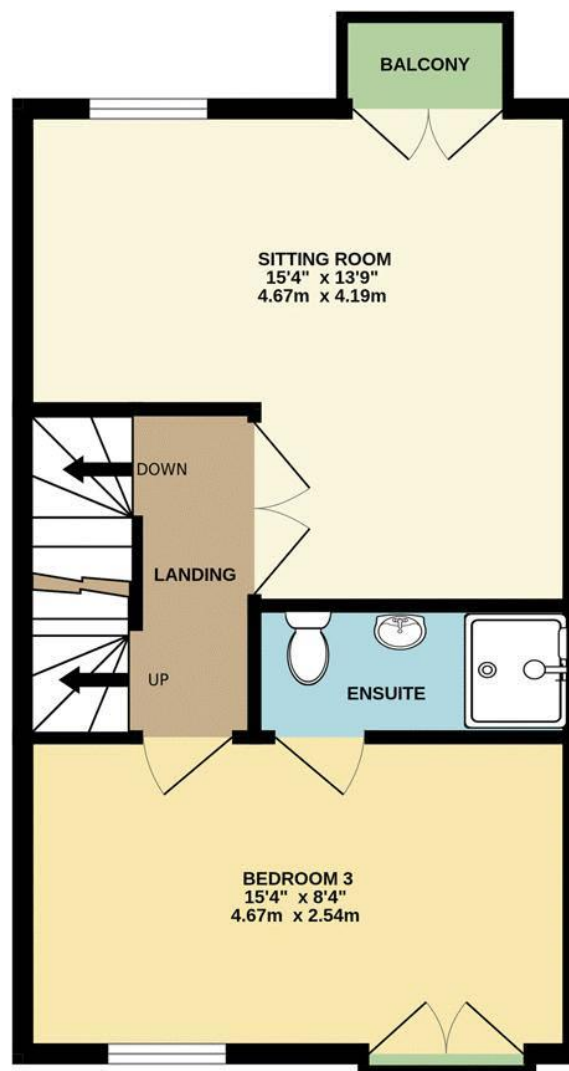 BALCONY
SITTING ROOM
15'4" x 13'9"
4.67m x 4.19m
DOWN
LANDING
UP
ENSUITE
BEDROOM 3
15'4" x 8'4"
4.67m x 2.54m